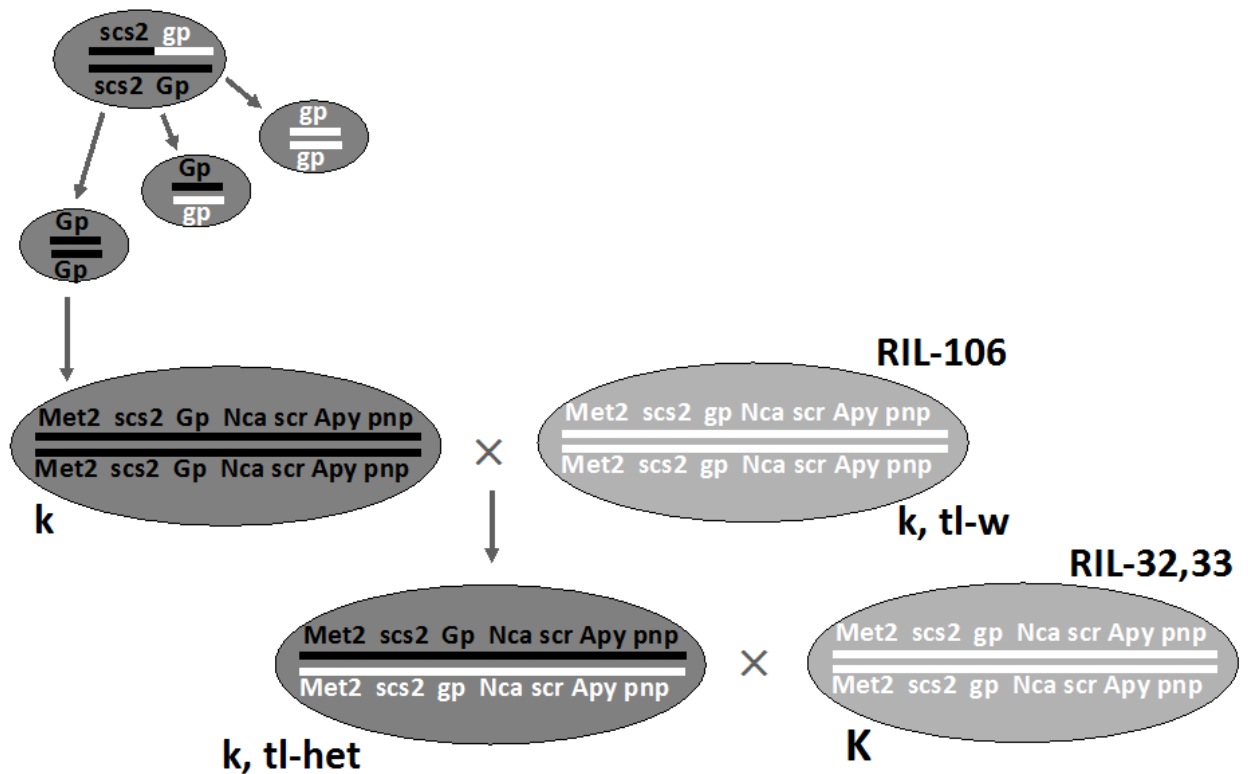 scs2 gp
scs2 Gp
gp
gp
Gp
gp
Gp
Gp
RIL-106
Met2 scs2 Gp Nca scr Apy pnp
Met2 scs2 Gp Nca scr Apy pnp
k
×
Met2 scs2 gp Nca scr Apy pnp
Met2 scs2 gp Nca scr Apy pnp
k, tl-w
RIL-32,33
Met2 scs2 Gp Nca scr Apy pnp
Met2 scs2 gp Nca scr Apy pnp
k, tl-het
×
Met2 scs2 gp Nca scr Apy pnp
Met2 scs2 gp Nca scr Apy pnp
K